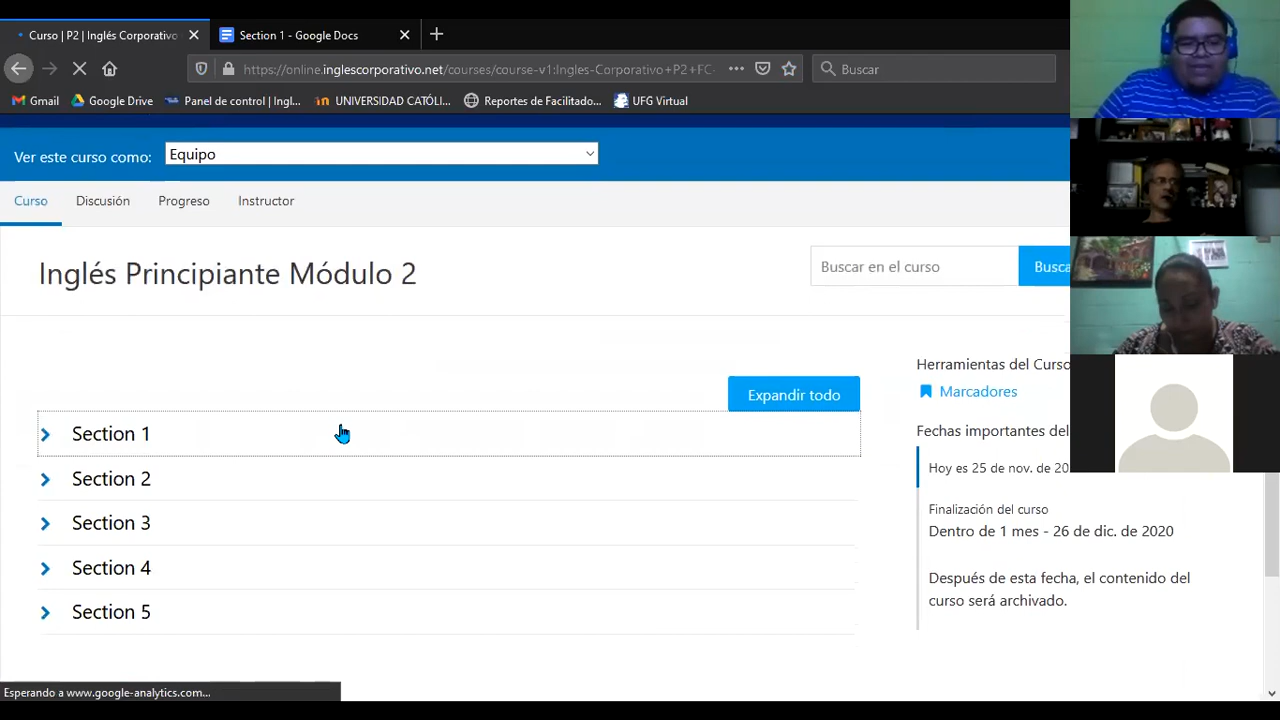 Curso | P2 | Inglés Corporativo
Section 1 - Google Docs
https://online.inglescorporativo.net/courses/course-v1:Ingles-Corporativo+P2+FC-
Buscar
Gmail
Google Drive
Panel de control | Ingl...
UNIVERSIDAD CATÓLI...
Reportes de Facilitado...
UFG Virtual
Ver este curso como:
Equipo
Curso
Discusión
Progreso
Instructor
Inglés Principiante Módulo 2
Buscar en el curso
Busca
Herramientas del Curso
Expandir todo
Marcadores
Section 1
Fechas importantes del
Hoy es 25 de nov. de 20
Section 2
Finalización del curso
Section 3
Dentro de 1 mes - 26 de dic. de 2020
Section 4
Después de esta fecha, el contenido del
curso será archivado.
Section 5
Esperando a www.google-analytics.com...